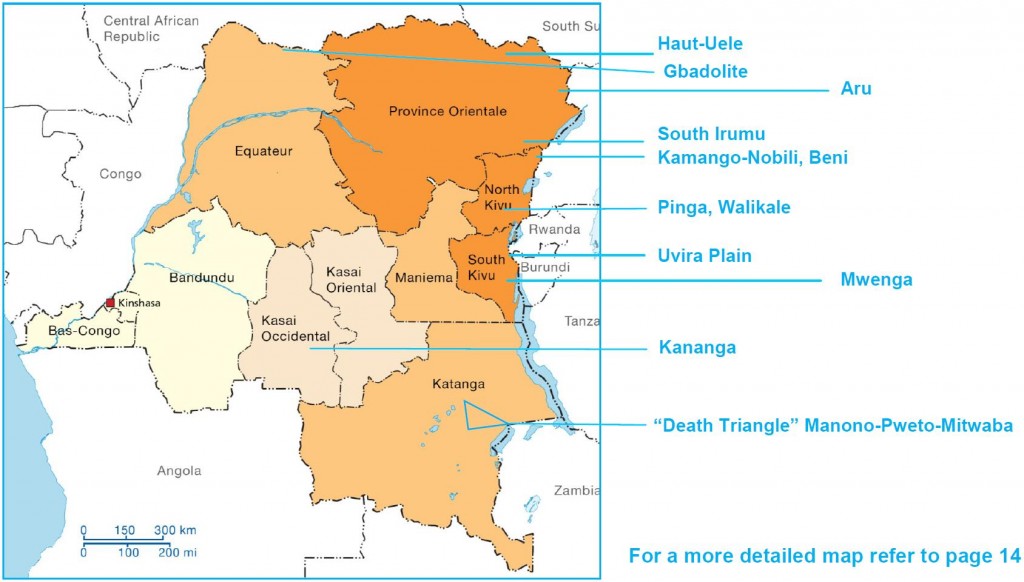 Central African
Republic
South Su
Haut-Uele
Gbadolite
Aru
Province Orientale
South Irumu
Equateur
Kamango-Nobili, Beni
Congo
North
Kivu
Pinga, Walikale
Rwanda
Uvira Plain
South
Kivu
Burundi
Mwenga
Bandundu
Kasai
Oriental
Maniema
Kinshasa
Bas-Congo
Kasai
Occidental
Tanza
Kananga
Katanga
“Death Triangle” Manono-Pweto-Mitwaba
Angola
Zambia
0 150 300 km
0 100 200 mi
For a more detailed map refer to page 14